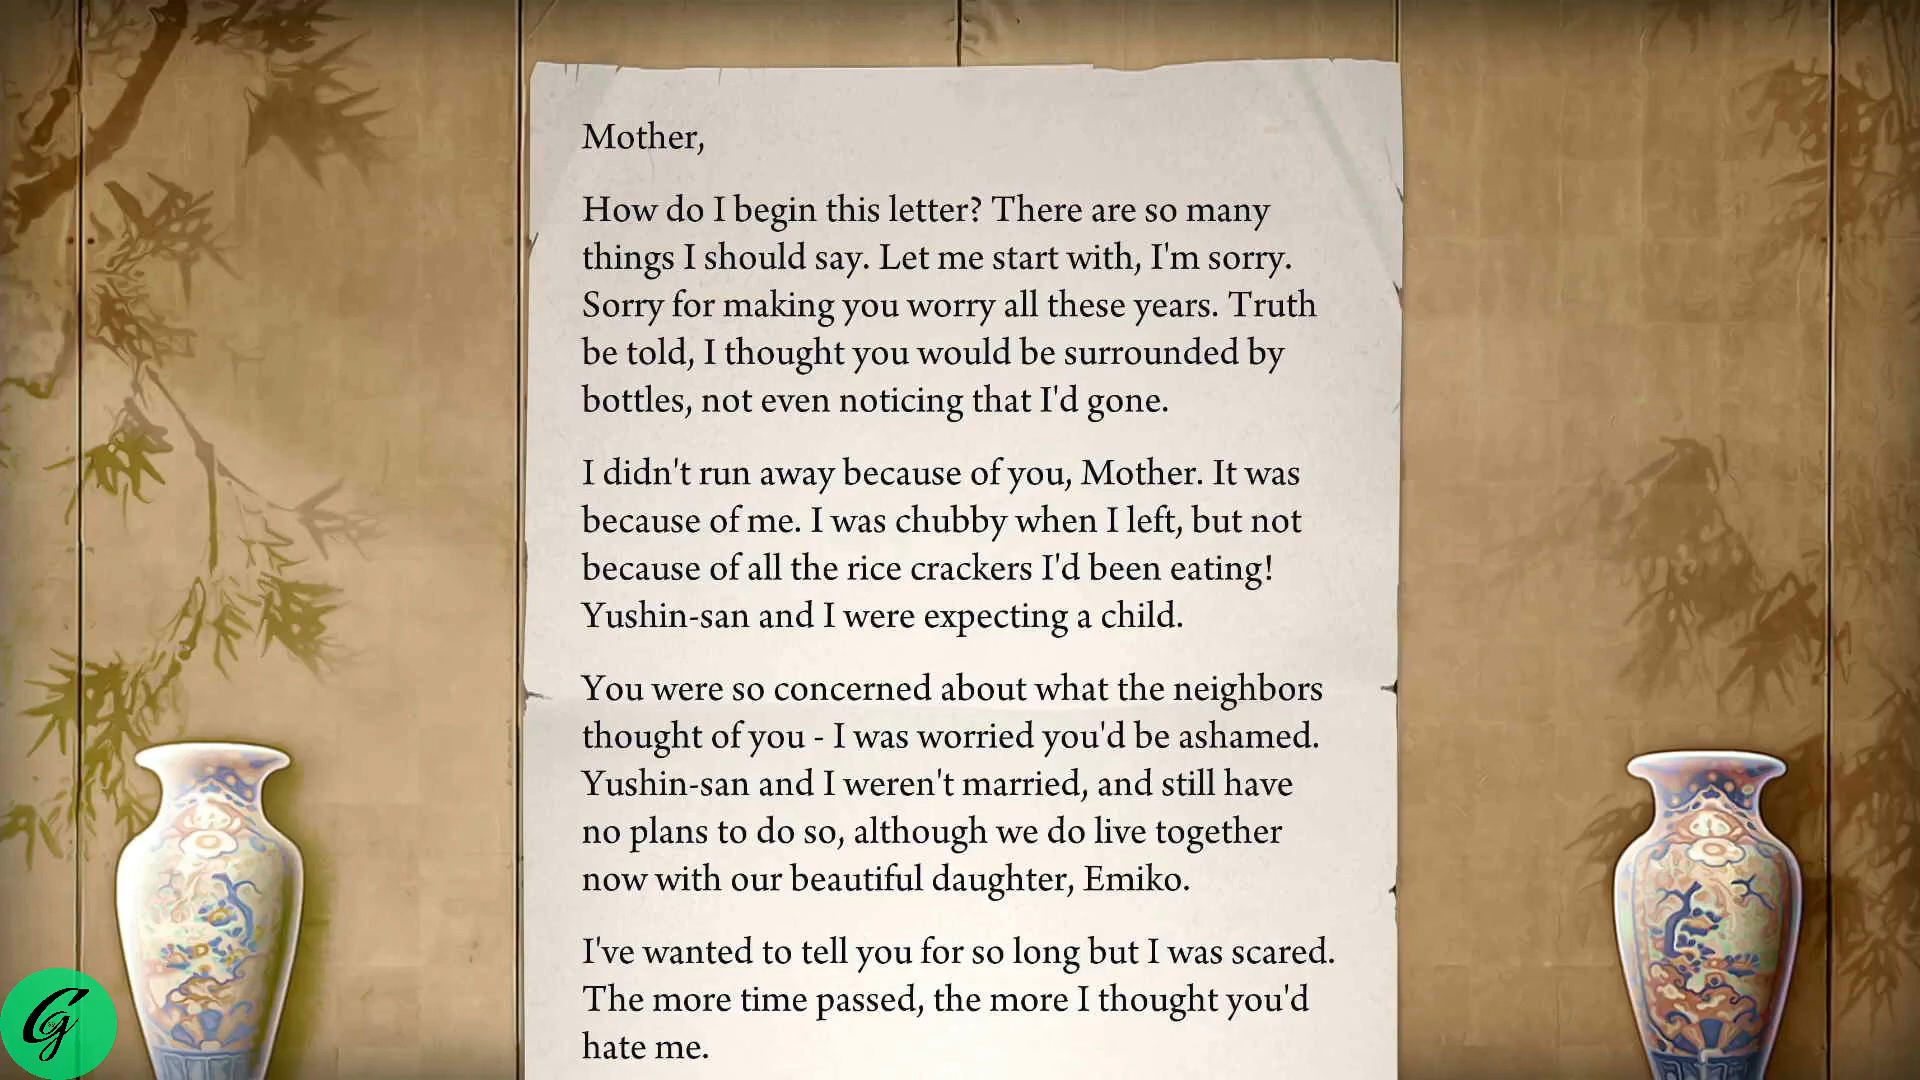 Mother,
How do I begin this letter? There are so many
things I should say. Let me start with, I'm sorry.
Sorry for making you worry all these years. Truth
be told, I thought you would be surrounded by
bottles, not even noticing that I'd gone.
I didn't run away because of you, Mother. It was
because of me. I was chubby when I left, but not
because of all the rice crackers I'd been eating!
Yushin-san and I were expecting a child.
You were so concerned about what the neighbors
thought of you - I was worried you'd be ashamed.
Yushin-san and I weren't married, and still have
no plans to do so, although we do live together
now with our beautiful daughter, Emiko.
I've wanted to tell you for so long but I was scared.
The more time passed, the more I thought you'd
hate me.